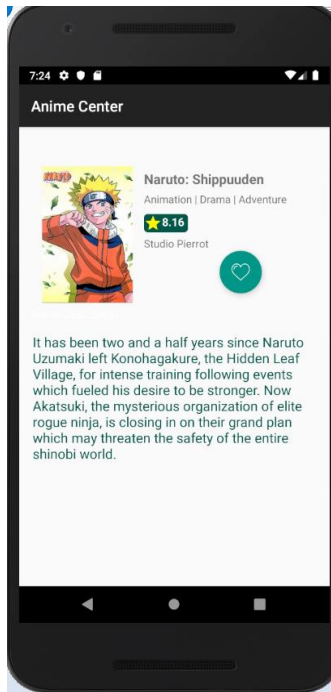 7:24
Anime Center
NARUTO
Naruto: Shippuuden
Animation | Drama | Adventure
8.16
Studio Pierrot
It has been two and a half years since Naruto
Uzumaki left Konohagakure, the Hidden Leaf
Village, for intense training following events
which fueled his desire to be stronger. Now
Akatsuki, the mysterious organization of elite
rogue ninja, is closing in on their grand plan
which may threaten the safety of the entire
shinobi world.